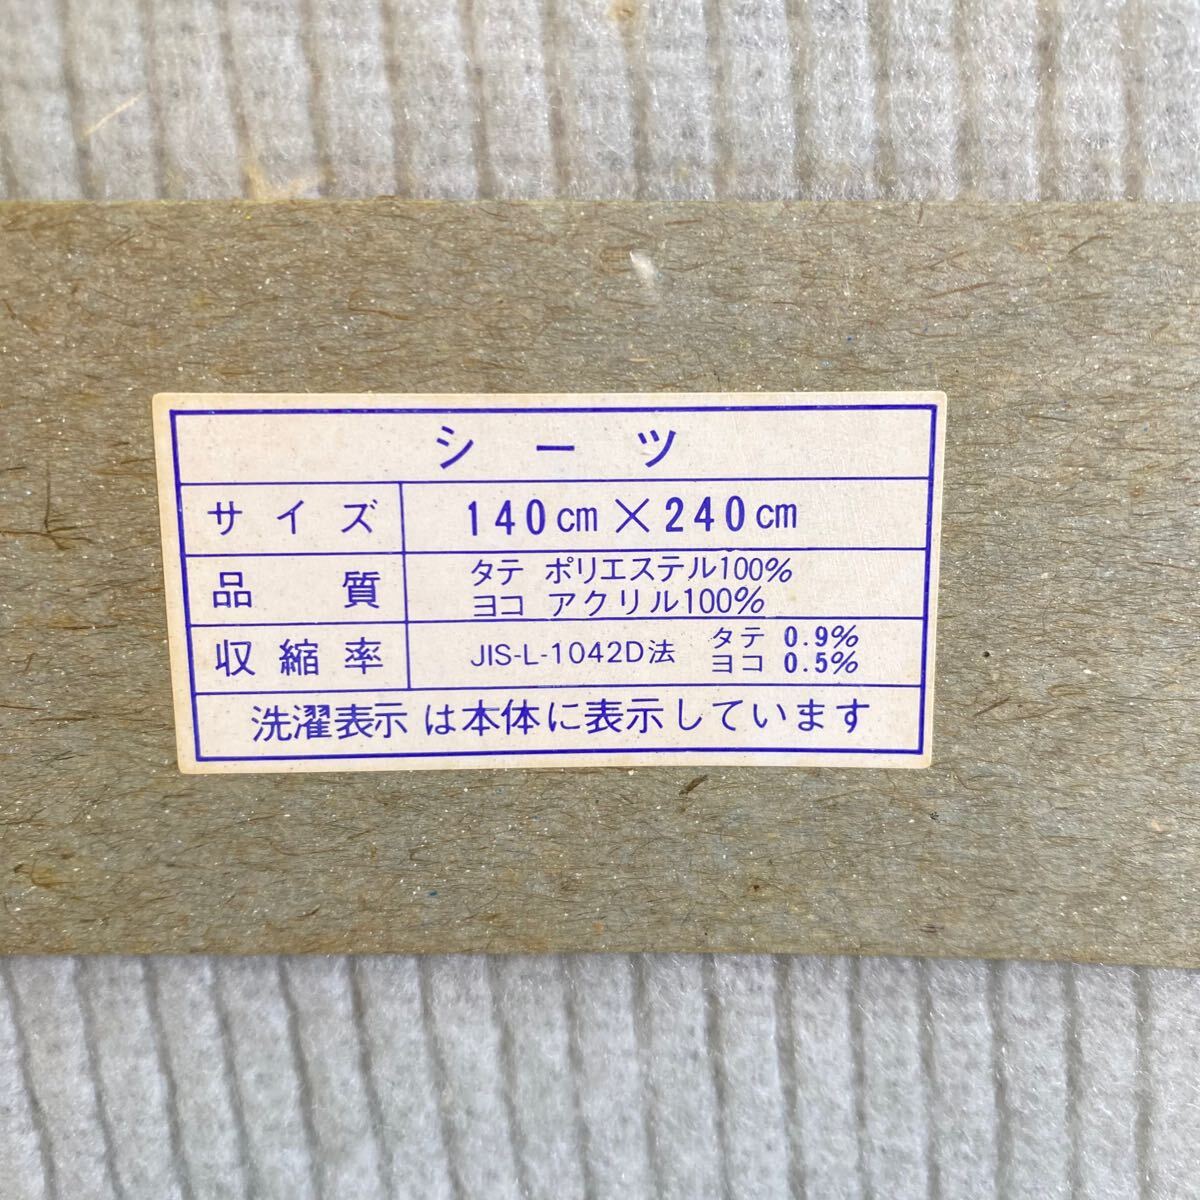 シーツ
サイズ 140cm×240cm
品質 タテ ポリエステル100%
ヨコ アクリル100%
収縮率 JIS-L-1042D法 タテ 0.9%
ヨコ 0.5%
洗濯表示は本体に表示しています